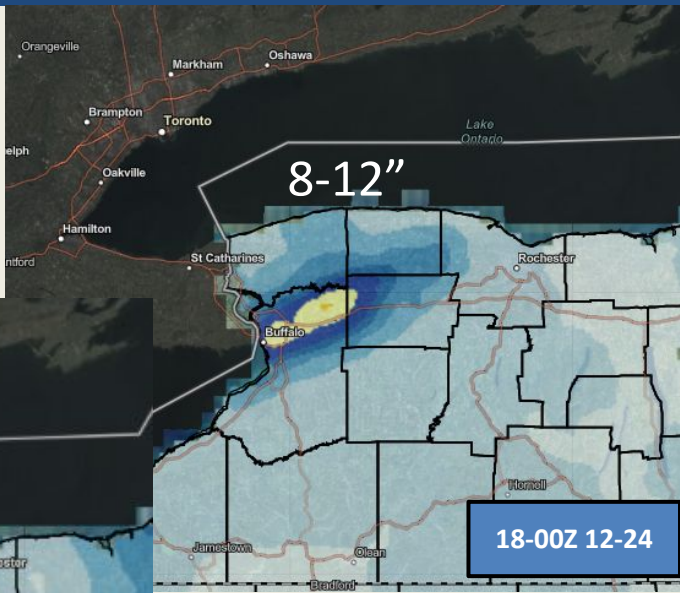 Orangeville
Markham
Oshawa
Brampton
Toronto
elph
Lake
Ontario
Oakville
8-12”
Hamilton
ntford
St Catharines
Rochester
Buffalo
Hornell
18-00Z 12-24
ester
Jamestown
Olean
Bradford